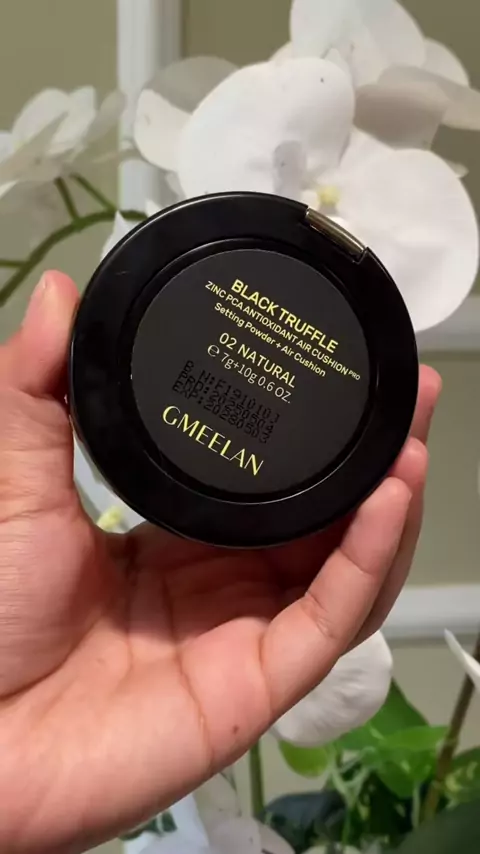 BLACK TRUFFLE
ZINC PCA ANTIOXIDANT AIR CUSHION PRO
Setting Powder + Air Cushion
02 NATURAL
℮ 7g+10g 0.6 OZ.
GMEELAN